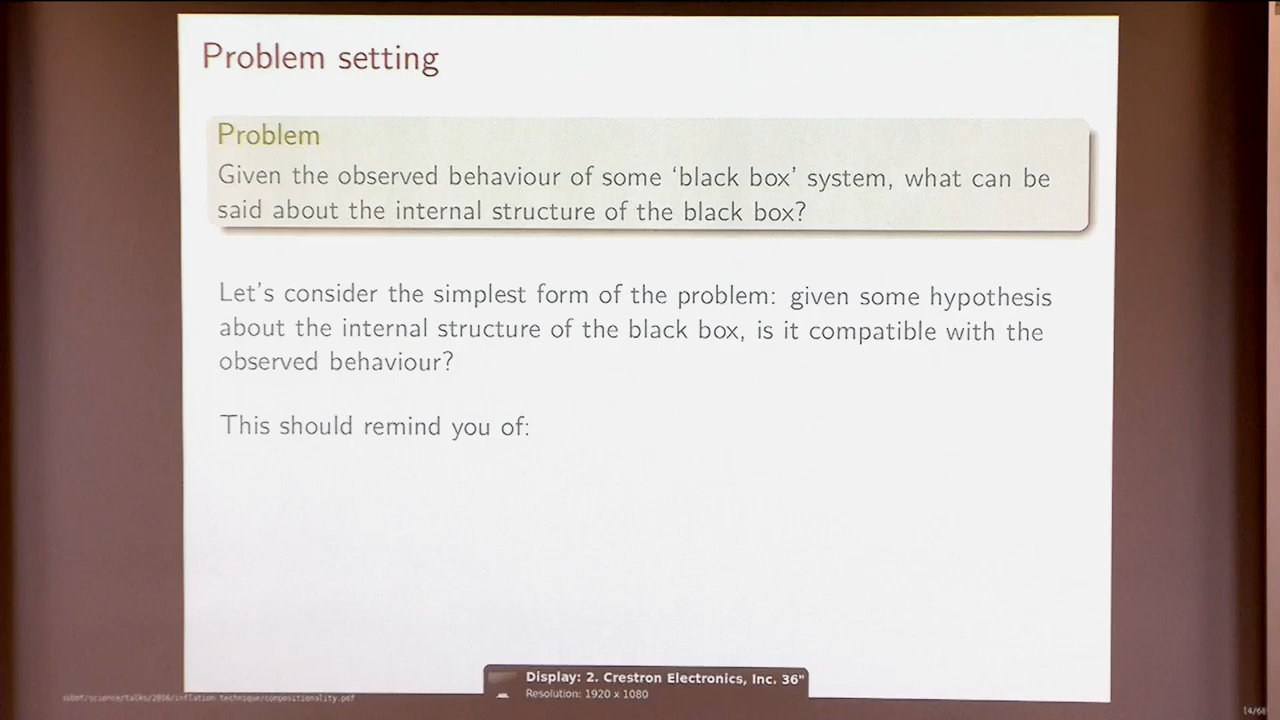 Problem setting
Problem
Given the observed behaviour of some ‘black box’ system, what can be
said about the internal structure of the black box?
Let's consider the simplest form of the problem: given some hypothesis
about the internal structure of the black box, is it compatible with the
observed behaviour?
This should remind you of:
Display: 2. Crestron Electronics, Inc. 36"
Resolution: 1920 x 1080